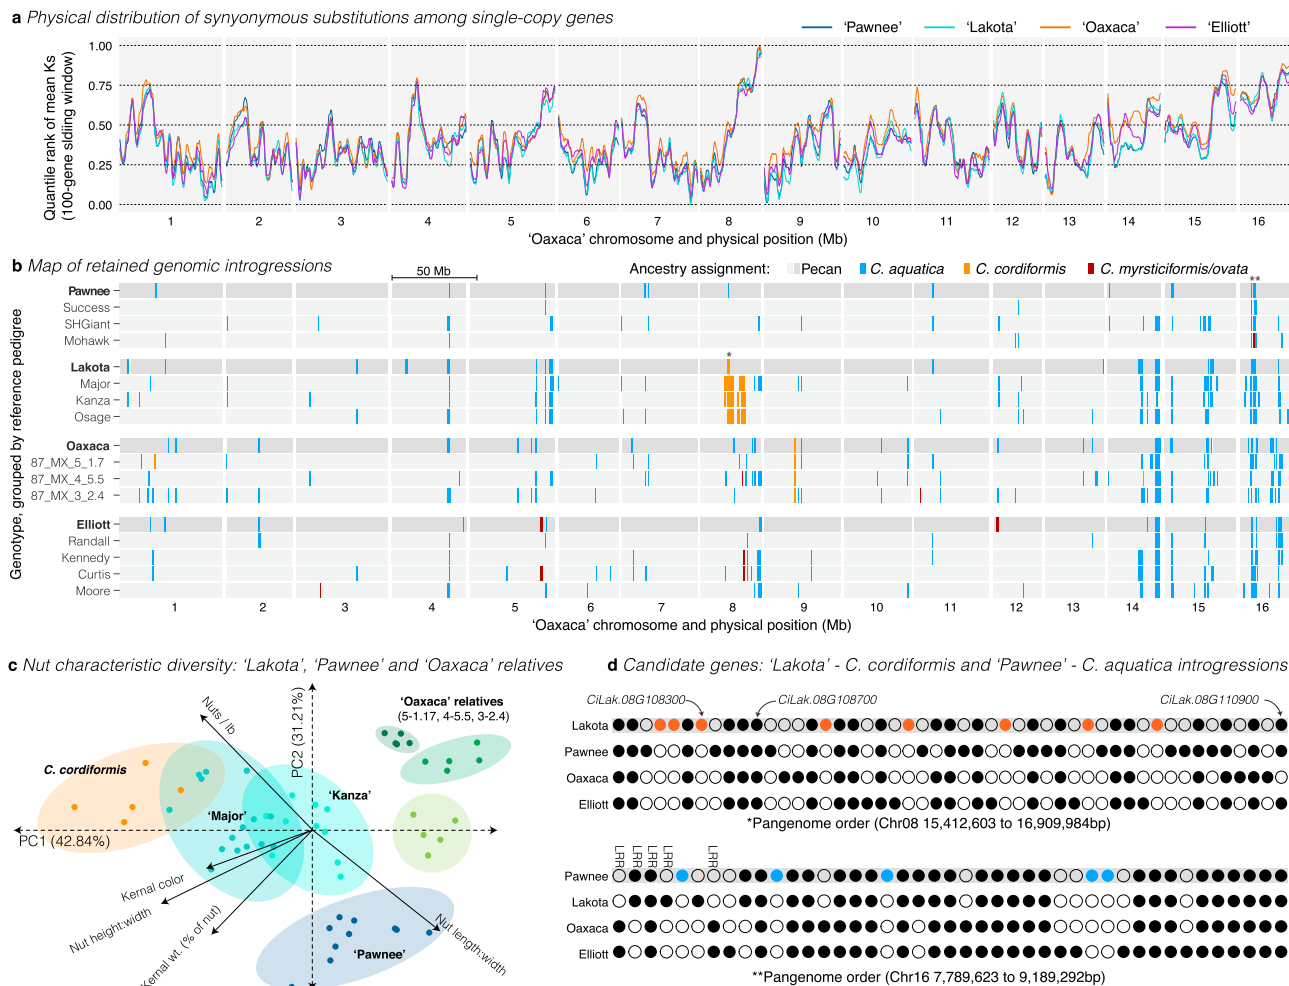 a Physical distribution of synyonymous substitutions among single-copy genes
‘Pawnee’ ‘Lakota’ ‘Oaxaca’ ‘Elliott’
Quantile rank of mean Ks
(100-gene sldiing window)
1.00
0.75
0.50
0.25
0.00
1 2 3 4 5 6 7 8 9 10 11 12 13 14 15 16
‘Oaxaca’ chromosome and physical position (Mb)
b Map of retained genomic introgressions
50 Mb
Ancestry assignment: Pecan C. aquatica C. cordiformis C. myrsticiformis/ovata
Genotype, grouped by reference pedigree
**
Pawnee
Success
SHGiant
Mohawk
*
Lakota
Major
Kanza
Osage
Oaxaca
87_MX_5_1.7
87_MX_4_5.5
87_MX_3_2.4
Elliott
Randall
Kennedy
Curtis
Moore
1 2 3 4 5 6 7 8 9 10 11 12 13 14 15 16
‘Oaxaca’ chromosome and physical position (Mb)
c Nut characteristic diversity: ‘Lakota’, ‘Pawnee’ and ‘Oaxaca’ relatives
Nuts / lb
PC2 (31.21%)
‘Oaxaca’ relatives
(5-1.17, 4-5.5, 3-2.4)
C. cordiformis
‘Kanza’
‘Major’
PC1 (42.84%)
Kernal color
Nut height:width
Kernal wt. (% of nut)
Nut length:width
‘Pawnee’
d Candidate genes: ‘Lakota’ - C. cordiformis and ‘Pawnee’ - C. aquatica introgressions
CiLak.08G108300 CiLak.08G108700 CiLak.08G110900
Lakota
Pawnee
Oaxaca
Elliott
*Pangenome order (Chr08 15,412,603 to 16,909,984bp)
LRR LRR LRR LRR LRR
Pawnee
Lakota
Oaxaca
Elliott
**Pangenome order (Chr16 7,789,623 to 9,189,292bp)